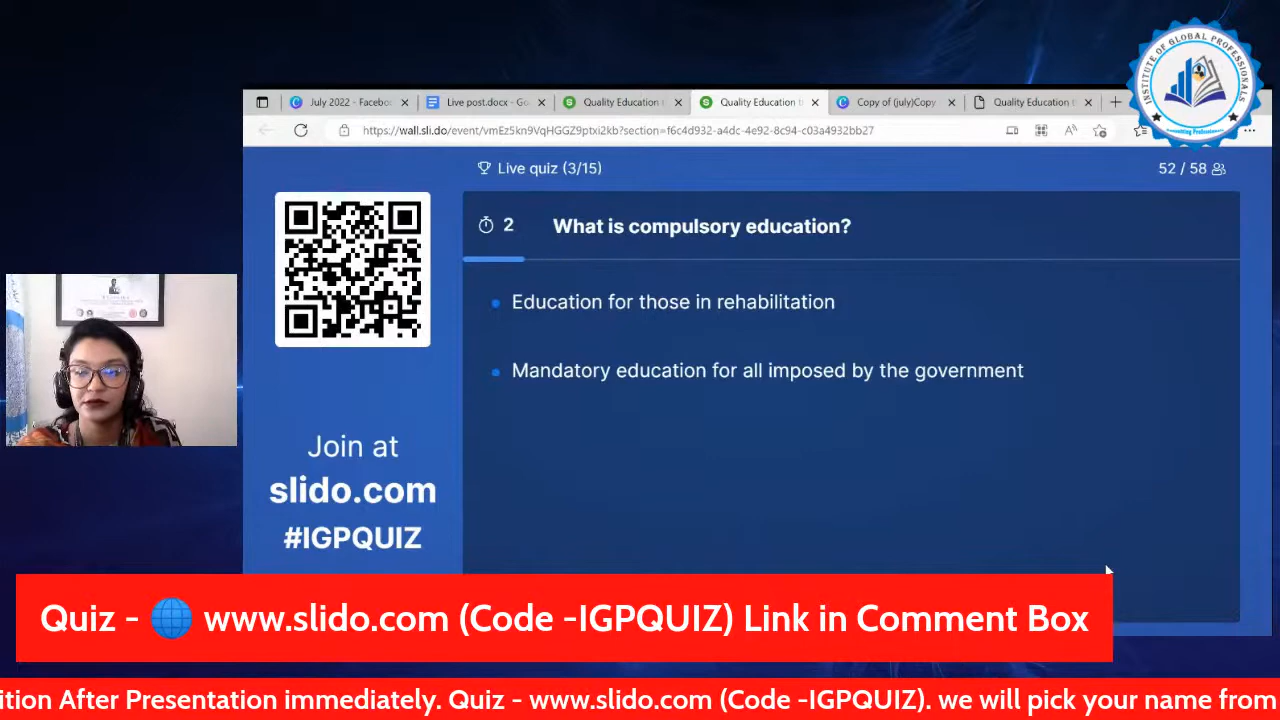 INSTITUTE OF GLOBAL PROFESSIONALS
July 2022 - Faceboo
Live post.docx - Go
Quality Education
Quality Education t
Copy of (july)Copy
Quality Education t
https://wall.sli.do/event/vmEz5kn9VqHGGZ9ptxi2kb?section=f6c4d932-a4dc-4e92-8c94-c03a4932bb27
Live quiz (3/15)
52 / 58
2
What is compulsory education?
Education for those in rehabilitation
Mandatory education for all imposed by the government
Join at
slido.com
#IGPQUIZ
Quiz - www.slido.com (Code -IGPQUIZ) Link in Comment Box
ition After Presentation immediately. Quiz - www.slido.com (Code -IGPQUIZ). we will pick your name from